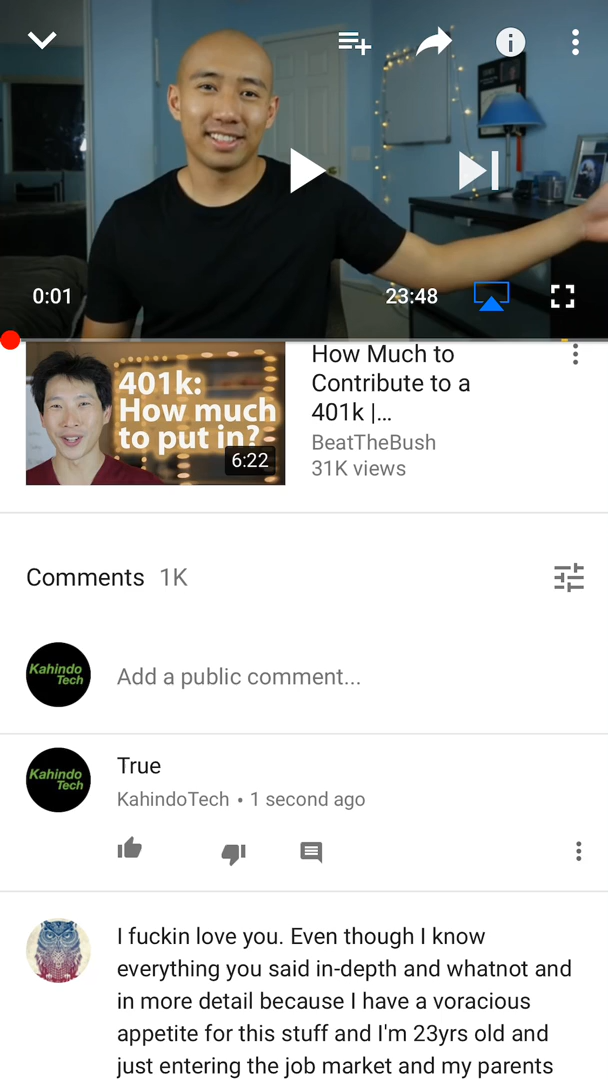 0:01
23:48
401k:
How much
to put in?
6:22
How Much to
Contribute to a
401k |...
BeatTheBush
31K views
Comments 1K
Kahindo
Tech
Add a public comment...
Kahindo
Tech
True
KahindoTech • 1 second ago
I fuckin love you. Even though I know
everything you said in-depth and whatnot and
in more detail because I have a voracious
appetite for this stuff and I'm 23yrs old and
just entering the job market and my parents